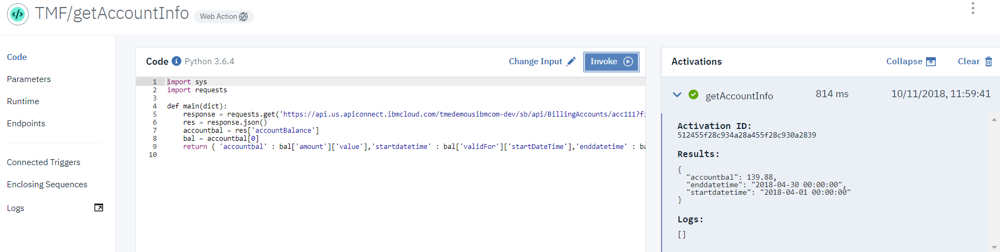 TMF/getAccountInfo Web Action
Code
Parameters
Runtime
Endpoints
Connected Triggers
Enclosing Sequences
Logs
Code i Python 3.6.4 Change Input Invoke
1 import sys
2 import requests
3
4 def main(dict):
5 response = requests.get('https://api.us.apiconnect.ibmcloud.com/tmedemousibmcom-dev/sb/api/BillingAccounts/acc111?fi
6 res = response.json()
7 accountbal = res['accountBalance']
8 bal = accountbal[0]
9 return { 'accountbal' : bal['amount']['value'],'startdatetime' : bal['validFor']['startDateTime'],'enddatetime' : ba
10
Activations Collapse Clear
getAccountInfo 814 ms 10/11/2018, 11:59:41
Activation ID:
512455f28c934a28a455f28c930a2839
Results:
{
"accountbal": 139.88,
"enddatetime": "2018-04-30 00:00:00",
"startdatetime": "2018-04-01 00:00:00"
}
Logs:
[]